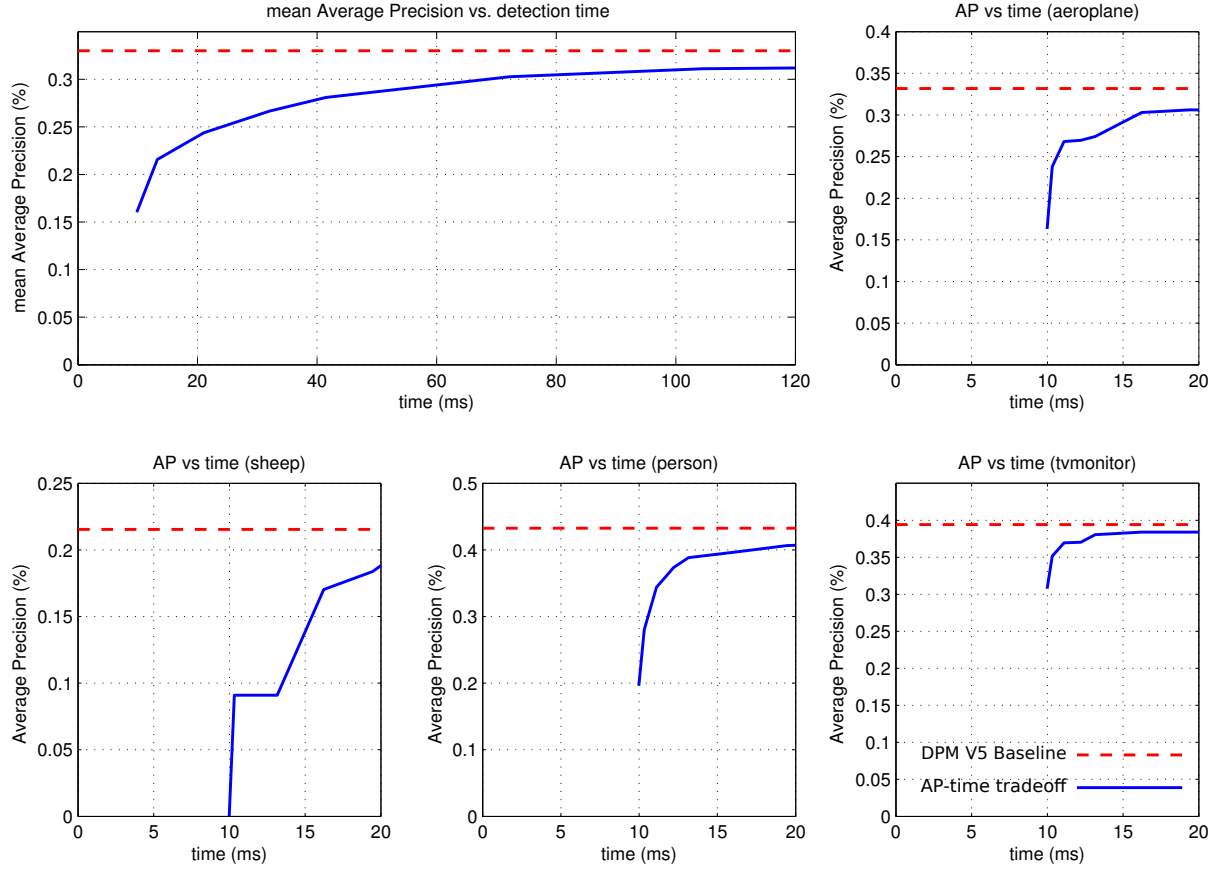 mean Average Precision vs. detection time
mean Average Precision (%)
0.3
0.25
0.2
0.15
0.1
0.05
0
0 20 40 60 80 100 120
time (ms)
AP vs time (aeroplane)
Average Precision (%)
0.4
0.35
0.3
0.25
0.2
0.15
0.1
0.05
0
0 5 10 15 20
time (ms)
AP vs time (sheep)
Average Precision (%)
0.25
0.2
0.15
0.1
0.05
0
0 5 10 15 20
time (ms)
AP vs time (person)
Average Precision (%)
0.5
0.4
0.3
0.2
0.1
0
0 5 10 15 20
time (ms)
AP vs time (tvmonitor)
Average Precision (%)
0.4
0.35
0.3
0.25
0.2
0.15
0.1
0.05
0
DPM V5 Baseline
AP-time tradeoff
0 5 10 15 20
time (ms)